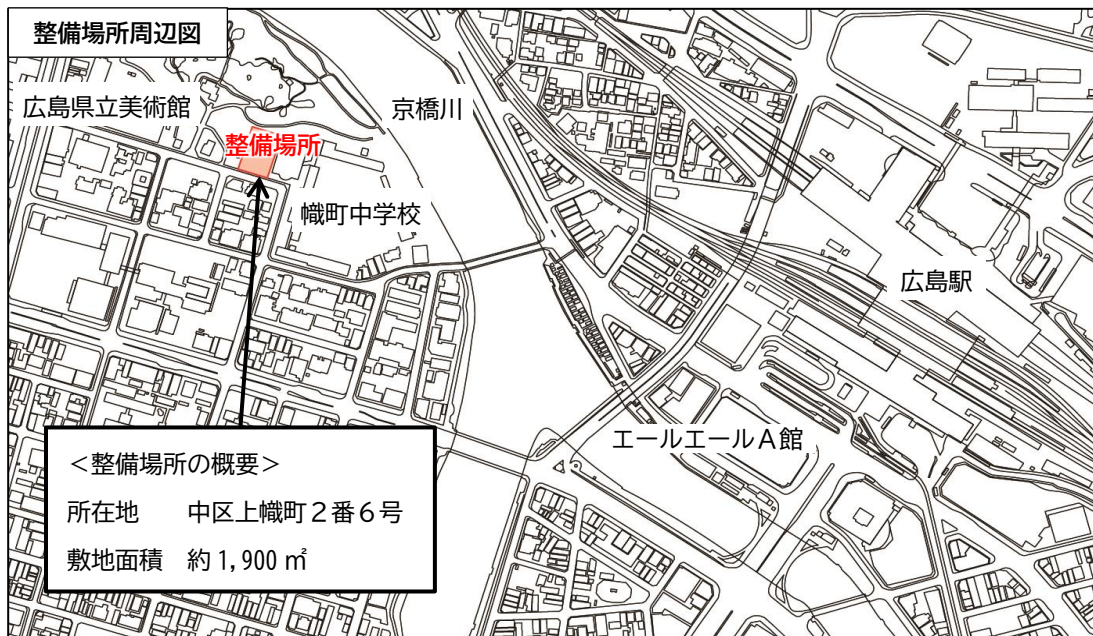 整備場所周辺図
広島県立美術館
京橋川
整備場所
幟町中学校
広島駅
エールエールA館
<整備場所の概要>
所在地 中区上幟町2番6号
敷地面積 約1,900㎡